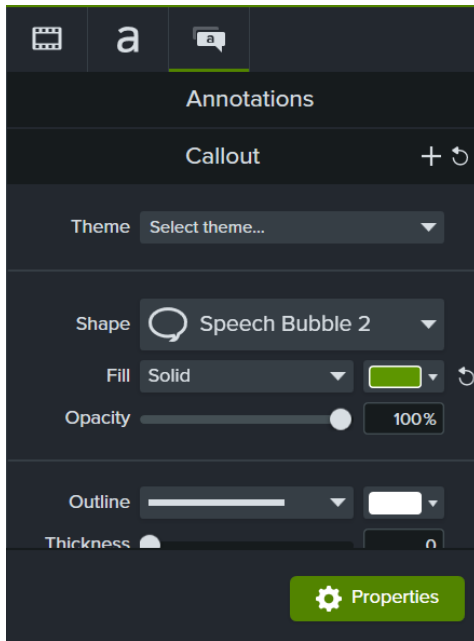 a
a
Annotations
Callout
Theme Select theme...
Shape Speech Bubble 2
Fill Solid
Opacity 100%
Outline
Thickness 0
Properties